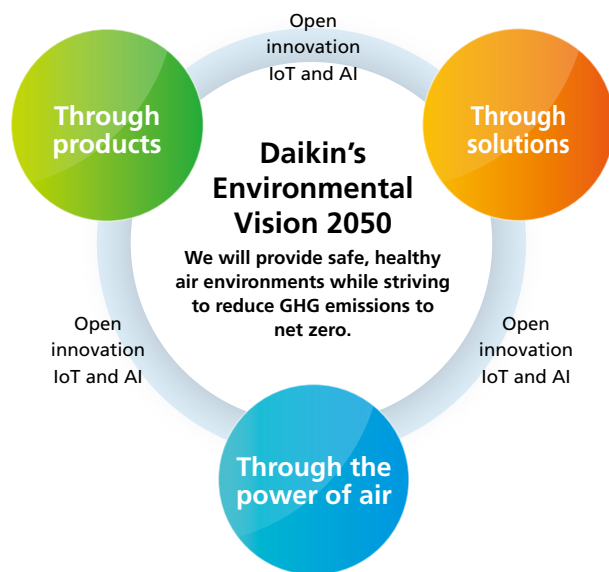 Open
innovation
IoT and AI
Through
products
Through
solutions
Daikin’s
Environmental
Vision 2050
We will provide safe, healthy
air environments while striving
to reduce GHG emissions to
net zero.
Open
innovation
IoT and AI
Open
innovation
IoT and AI
Through the
power of air